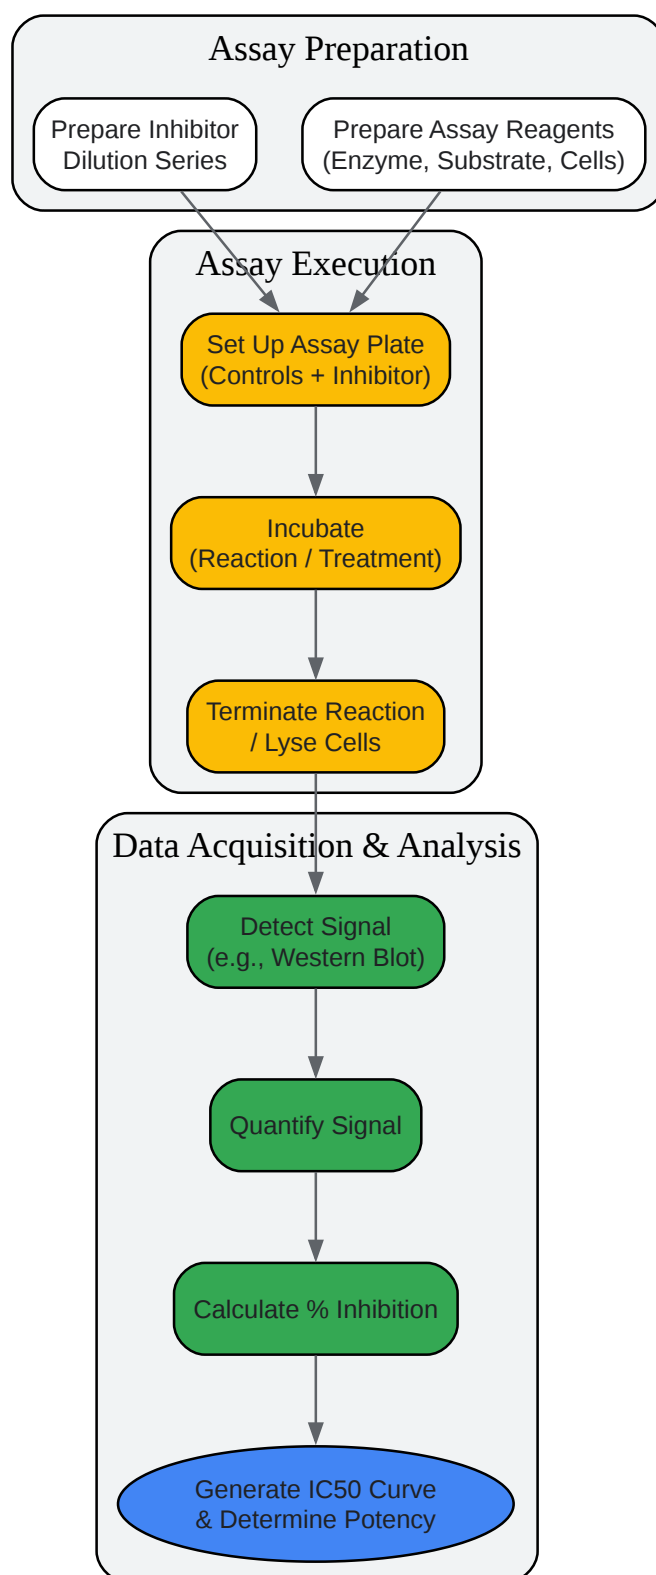 Assay Preparation
Prepare Inhibitor
Dilution Series
Prepare Assay Reagents
(Enzyme, Substrate, Cells)
Assay Execution
Set Up Assay Plate
(Controls + Inhibitor)
Incubate
(Reaction / Treatment)
Terminate Reaction
/ Lyse Cells
Data Acquisition & Analysis
Detect Signal
(e.g., Western Blot)
Quantify Signal
Calculate % Inhibition
Generate IC50 Curve
& Determine Potency